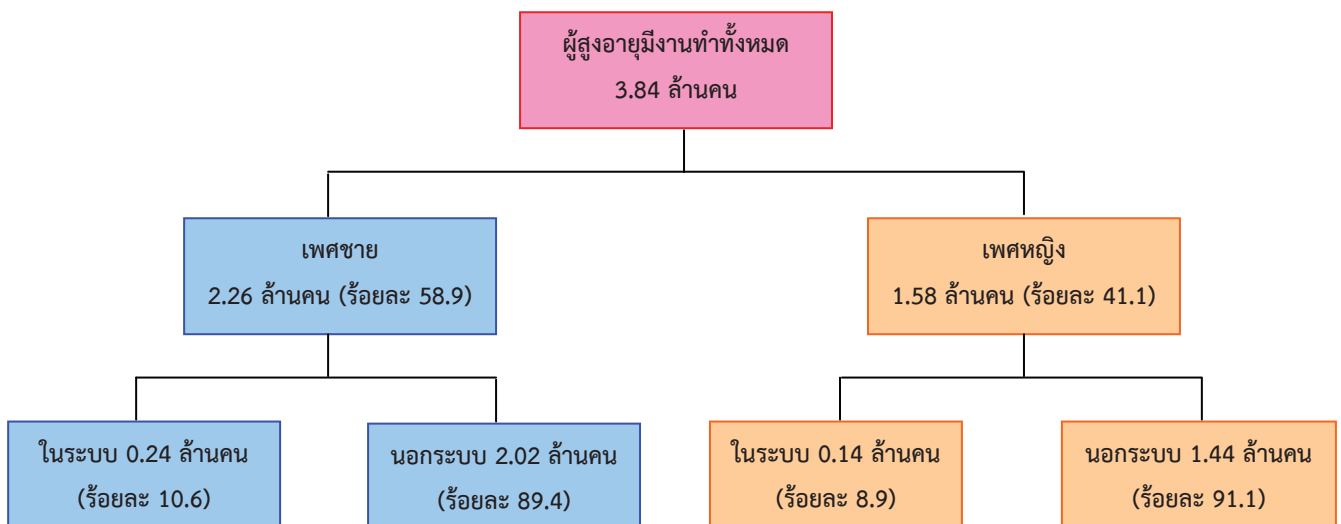 ผู้สูงอายุมีงานทำทั้งหมด
3.84 ล้านคน
เพศชาย
2.26 ล้านคน (ร้อยละ 58.9)
เพศหญิง
1.58 ล้านคน (ร้อยละ 41.1)
ในระบบ 0.24 ล้านคน
(ร้อยละ 10.6)
นอกระบบ 2.02 ล้านคน
(ร้อยละ 89.4)
ในระบบ 0.14 ล้านคน
(ร้อยละ 8.9)
นอกระบบ 1.44 ล้านคน
(ร้อยละ 91.1)